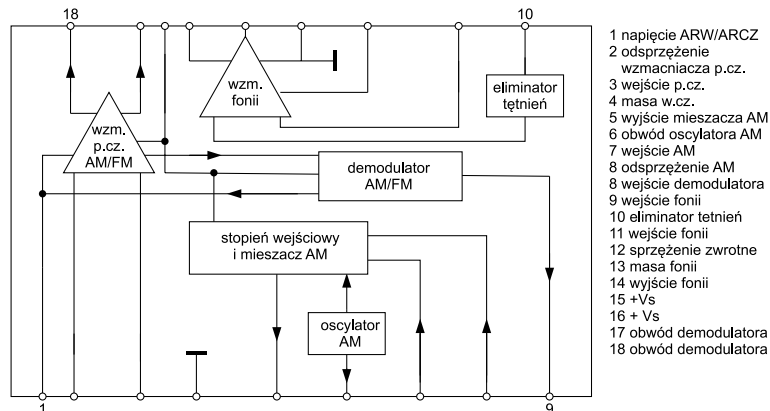 18
10
wzm.
fonii
eliminator
tętnień
wzm.
p.cz.
AM/FM
demodulator
AM/FM
stopień wejściowy
i mieszacz AM
oscylator
AM
1
9
1 napięcie ARW/ARCZ
2 odsprzężenie
wzmacniacza p.cz.
3 wejście p.cz.
4 masa w.cz.
5 wyjście mieszacza AM
6 obwód oscylatora AM
7 wejście AM
8 odsprzężenie AM
8 wejście demodulatora
9 wejście fonii
10 eliminator tetnień
11 wejście fonii
12 sprzężenie zwrotne
13 masa fonii
14 wyjście fonii
15 +Vs
16 + Vs
17 obwód demodulatora
18 obwód demodulatora